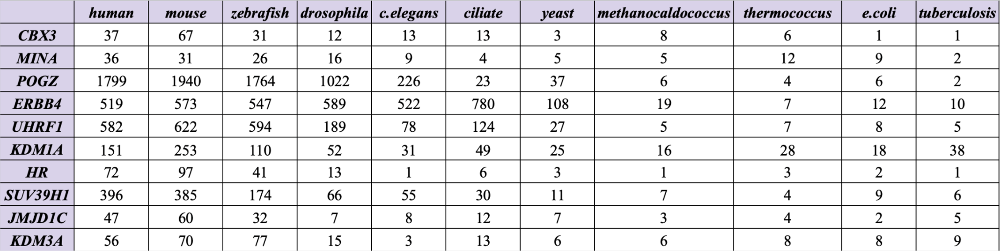 human mouse zebrafish drosophila c.elegans ciliate yeast methanocaldococcus thermococcus e.coli tuberculosis
CBX3 37 67 31 12 13 13 3 8 6 1 1
MINA 36 31 26 16 9 4 5 5 12 9 2
POGZ 1799 1940 1764 1022 226 23 37 6 4 6 2
ERBB4 519 573 547 589 522 780 108 19 7 12 10
UHRF1 582 622 594 189 78 124 27 5 7 8 5
KDM1A 151 253 110 52 31 49 25 16 28 18 38
HR 72 97 41 13 1 6 3 1 3 2 1
SUV39H1 396 385 174 66 55 30 11 7 4 9 6
JMJD1C 47 60 32 7 8 12 7 3 4 2 5
KDM3A 56 70 77 15 3 13 6 6 8 8 9